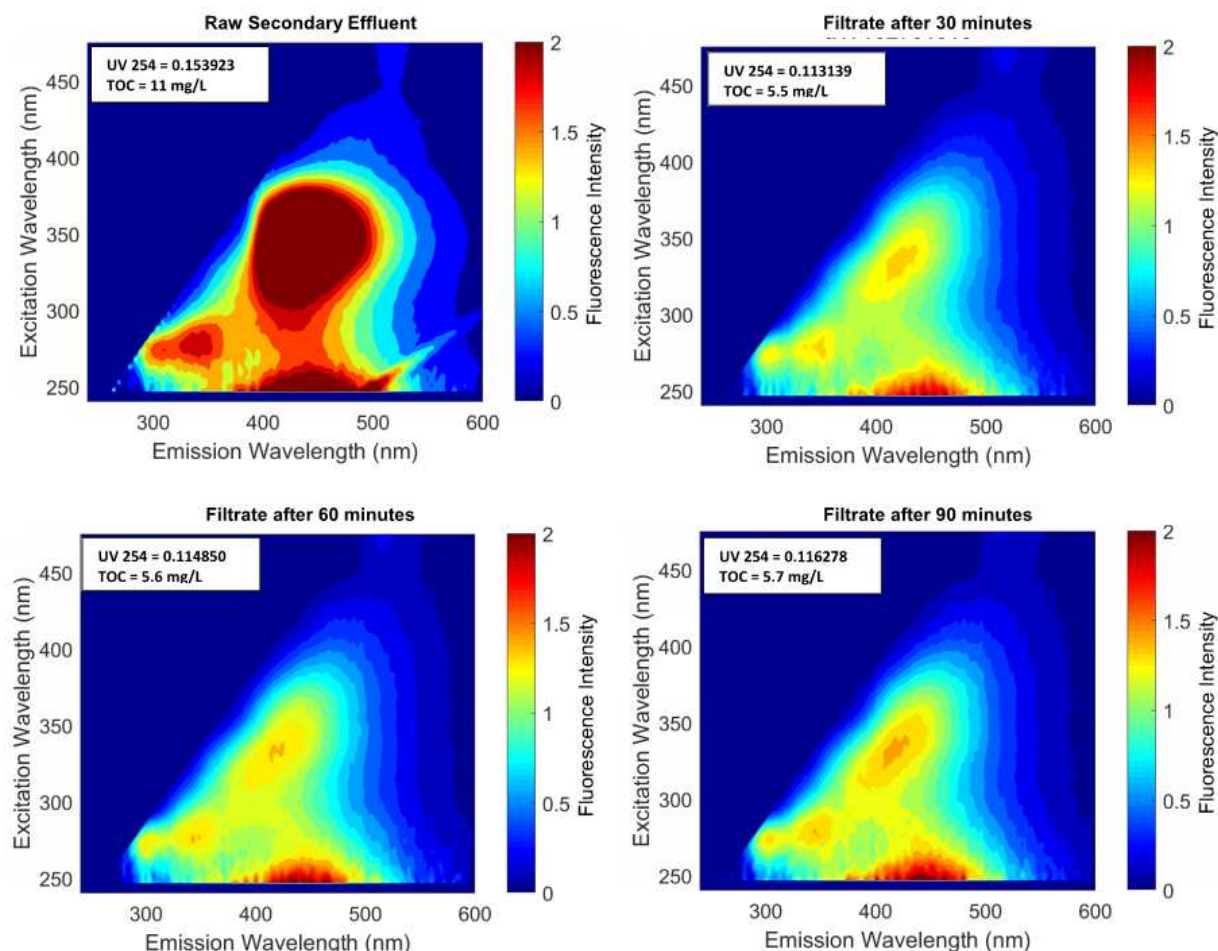 Raw Secondary Effluent
UV 254 = 0.153923
TOC = 11 mg/L
450
400
350
300
250
Excitation Wavelength (nm)
300 400 500 600
Emission Wavelength (nm)
2
1.5
1
0.5
0
Fluorescence Intensity
Filtrate after 30 minutes
UV 254 = 0.113139
TOC = 5.5 mg/L
450
400
350
300
250
Excitation Wavelength (nm)
300 400 500 600
Emission Wavelength (nm)
2
1.5
1
0.5
0
Fluorescence Intensity
Filtrate after 60 minutes
UV 254 = 0.114850
TOC = 5.6 mg/L
450
400
350
300
250
Excitation Wavelength (nm)
300 400 500 600
Emission Wavelength (nm)
2
1.5
1
0.5
0
Fluorescence Intensity
Filtrate after 90 minutes
UV 254 = 0.116278
TOC = 5.7 mg/L
450
400
350
300
250
Excitation Wavelength (nm)
300 400 500 600
Emission Wavelength (nm)
2
1.5
1
0.5
0
Fluorescence Intensity